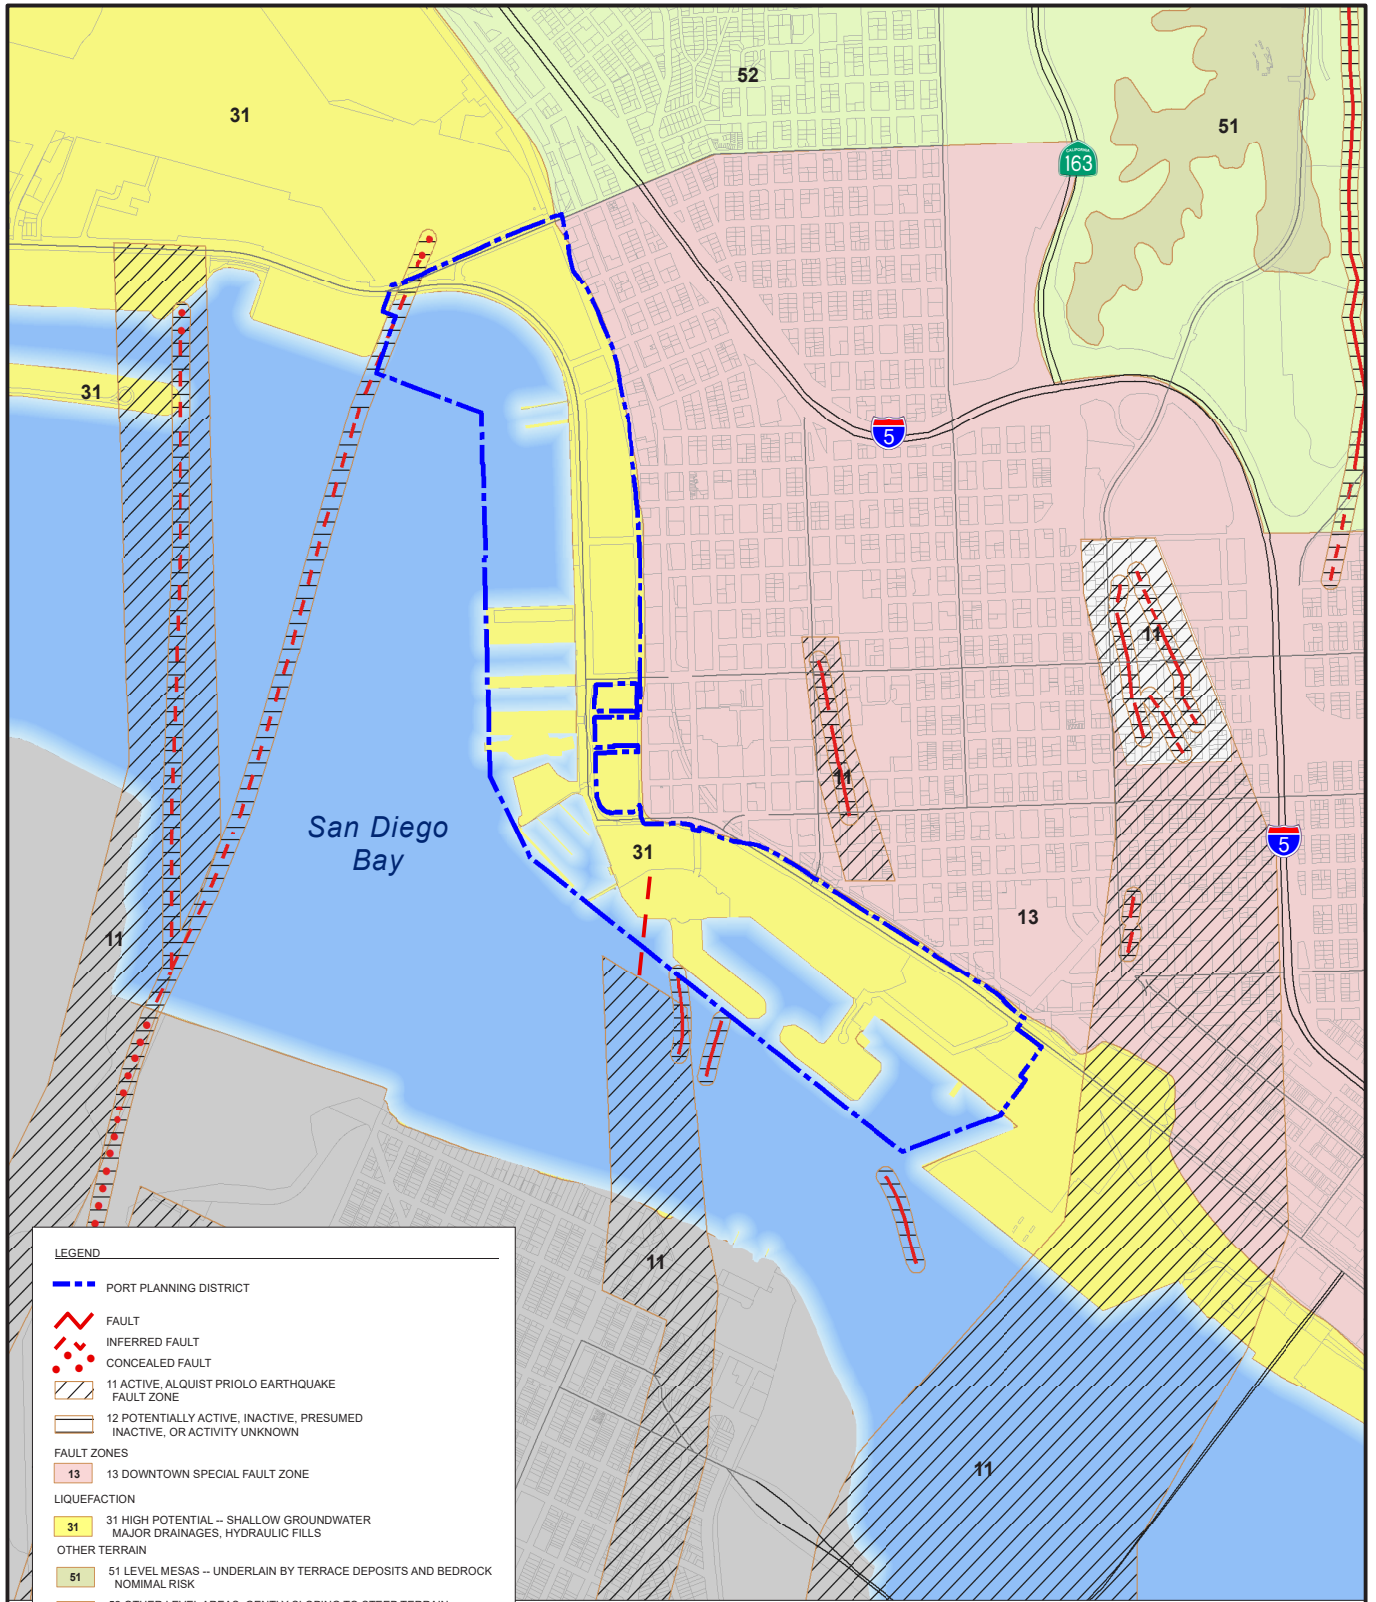 52
31
51
CALIFORNIA
163
31
5
11
11
San Diego
Bay
5
31
13
11
11
11
LEGEND
PORT PLANNING DISTRICT
FAULT
INFERRED FAULT
CONCEALED FAULT
11 ACTIVE, ALQUIST PRIOLO EARTHQUAKE
FAULT ZONE
12 POTENTIALLY ACTIVE, INACTIVE, PRESUMED
INACTIVE, OR ACTIVITY UNKNOWN
FAULT ZONES
13 13 DOWNTOWN SPECIAL FAULT ZONE
LIQUEFACTION
31 31 HIGH POTENTIAL -- SHALLOW GROUNDWATER
MAJOR DRAINAGES, HYDRAULIC FILLS
OTHER TERRAIN
51 51 LEVEL MESAS -- UNDERLAIN BY TERRACE DEPOSITS AND BEDROCK
NOMIMAL RISK